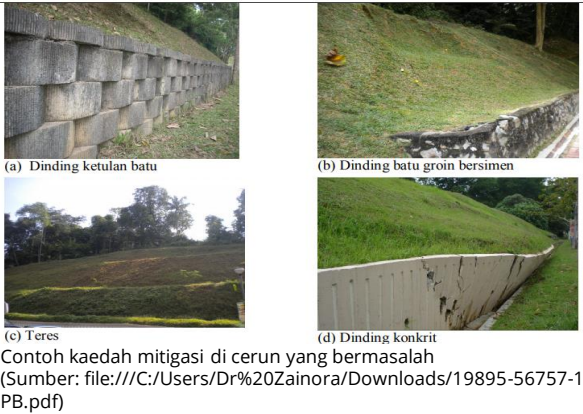 (a) Dinding ketulan batu
(b) Dinding batu groin bersimen
(c) Teres
(d) Dinding konkrit
Contoh kaedah mitigasi di cerun yang bermasalah
(Sumber: file:///C:/Users/Dr%20Zainora/Downloads/19895-56757-1
PB.pdf)